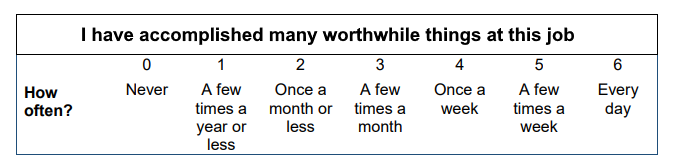 I have accomplished many worthwhile things at this job
0 1 2 3 4 5 6
How Never A few Once a A few Once a A few Every
often? times a month or times a week times a day
year or less month week
less